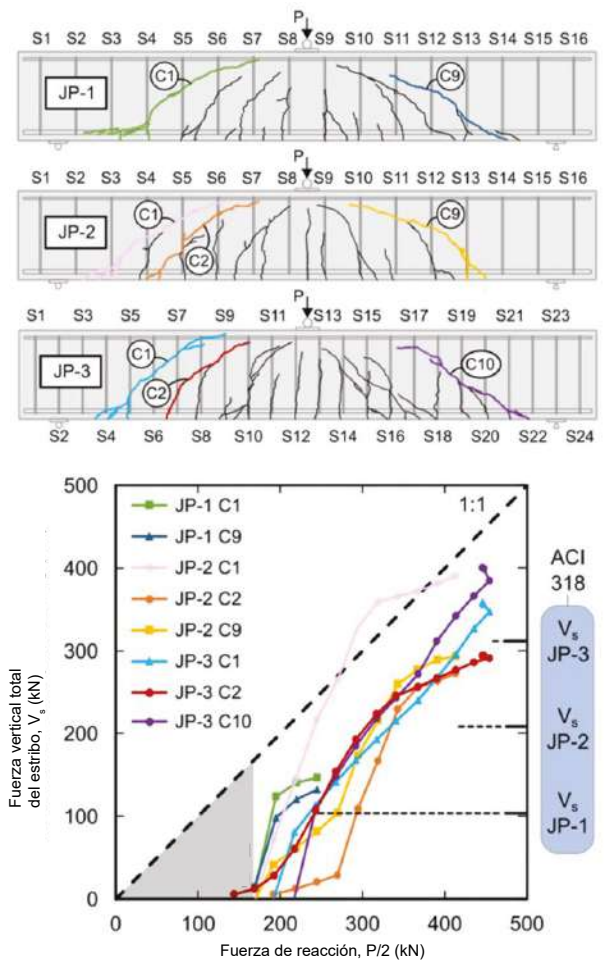 P
S1 S2 S3 S4 S5 S6 S7 S8 S9 S10 S11 S12 S13 S14 S15 S16
C1 C9
JP-1
P
S1 S2 S3 S4 S5 S6 S7 S8 S9 S10 S11 S12 S13 S14 S15 S16
C1 C9
JP-2
C2
P
S1 S3 S5 S7 S9 S11 S13 S15 S17 S19 S21 S23
C1
JP-3 C10
C2
S2 S4 S6 S8 S10 S12 S14 S16 S18 S20 S22 S24
500
400
300
200
100
0
Fuerza vertical total
del estribo, Vs (kN)
JP-1 C1
JP-1 C9
JP-2 C1
JP-2 C2
JP-2 C9
JP-3 C1
JP-3 C2
JP-3 C10
1:1
ACI
318
Vs
JP-3
Vs
JP-2
Vs
JP-1
0 100 200 300 400 500
Fuerza de reacción, P/2 (kN)